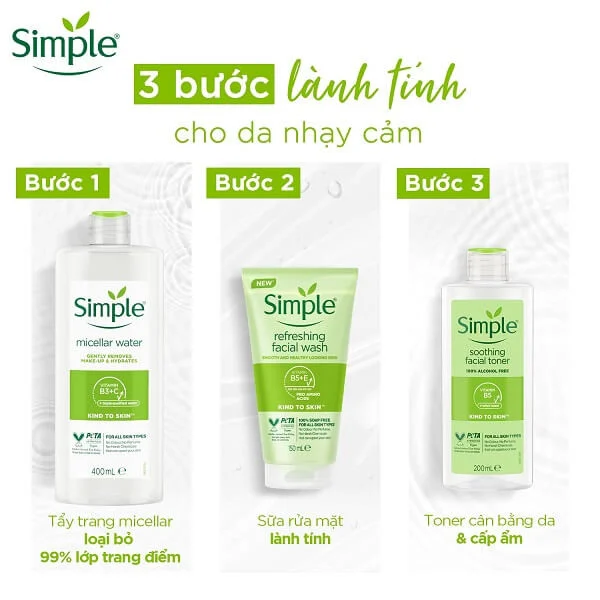 Simple®
3 bước lành tính
cho da nhạy cảm
Bước 1
Bước 2
Bước 3
Simple®
micellar water
GENTLY REMOVES
MAKE-UP & HYDRATES
VITAMIN
B3+C
KIND TO SKIN™
PETA
FOR ALL SKIN TYPES
400mL e
NEW
Simple®
refreshing
facial wash
SMOOTH AND HEALTHY LOOKING SKIN
VITAMIN
B5+E
PRO AMINO
ACIDS
KIND TO SKIN™
PETA
100% SOAP FREE
FOR ALL SKIN TYPES
150mL e
Simple®
soothing
facial toner
100% ALCOHOL FREE
VITAMIN
B5
KIND TO SKIN™
PETA
FOR ALL SKIN TYPES
200mL e
Tẩy trang micellar
loại bỏ
99% lớp trang điểm
Sữa rửa mặt
lành tính
Toner cân bằng da
& cấp ẩm